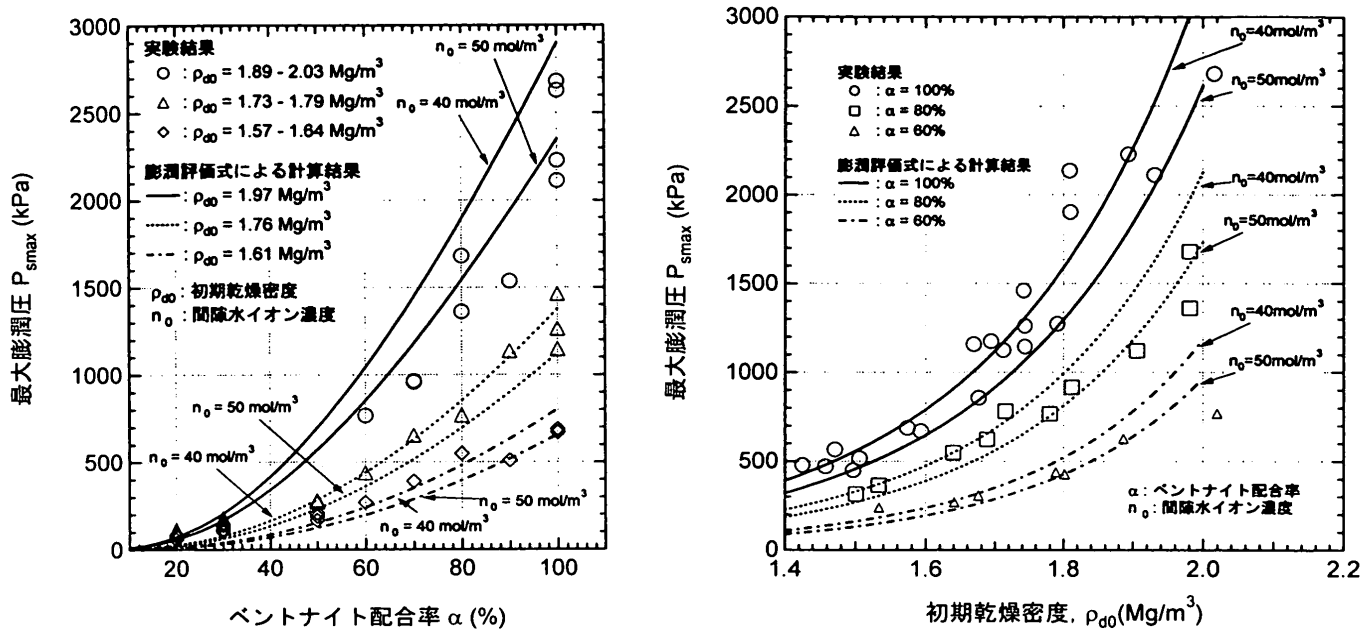 3000
2500
2000
1500
1000
500
0
最大膨潤圧 Psmax (kPa)
実験結果
○ : ρd0 = 1.89 - 2.03 Mg/m³
△ : ρd0 = 1.73 - 1.79 Mg/m³
◇ : ρd0 = 1.57 - 1.64 Mg/m³
膨潤評価式による計算結果
: ρd0 = 1.97 Mg/m³
: ρd0 = 1.76 Mg/m³
: ρd0 = 1.61 Mg/m³
ρd0 : 初期乾燥密度
n0 : 間隙水イオン濃度
n0 = 50 mol/m³
n0 = 40 mol/m³
n0 = 50 mol/m³
n0 = 40 mol/m³
n0 = 50 mol/m³
n0 = 40 mol/m³
20 40 60 80 100
ベントナイト配合率 α (%)
3000
2500
2000
1500
1000
500
0
最大膨潤圧 Psmax (kPa)
実験結果
○ : α = 100%
□ : α = 80%
△ : α = 60%
膨潤評価式による計算結果
: α = 100%
: α = 80%
: α = 60%
n0=40mol/m³
n0=50mol/m³
n0=40mol/m³
n0=50mol/m³
n0=40mol/m³
n0=50mol/m³
α : ベントナイト配合率
n0 : 間隙水イオン濃度
1.4 1.6 1.8 2.0 2.2
初期乾燥密度, ρd0(Mg/m³)